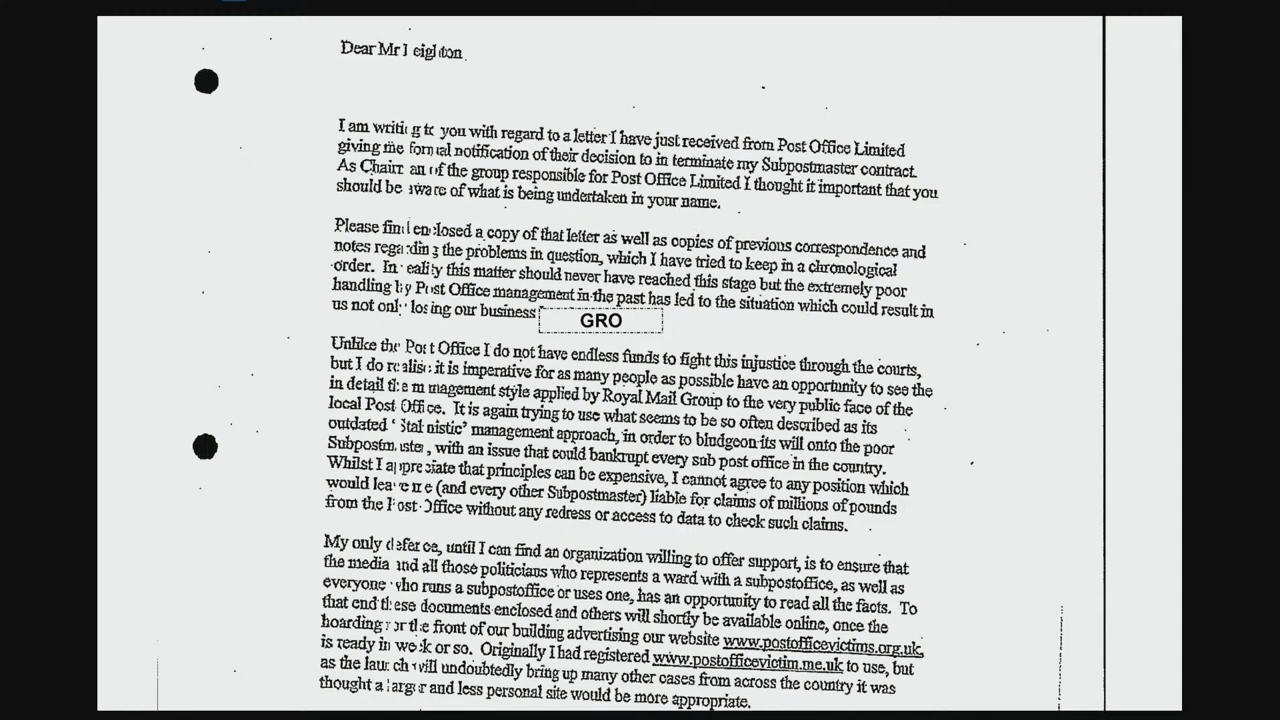 Dear Mr Leighton
I am writing to you with regard to a letter I have just received from Post Office Limited
giving me formal notification of their decision to in terminate my Subpostmaster contract.
As Chairman of the group responsible for Post Office Limited I thought it important that you
should be aware of what is being undertaken in your name.
Please find enclosed a copy of that letter as well as copies of previous correspondence and
notes regarding the problems in question, which I have tried to keep in a chronological
order. In reality this matter should never have reached this stage but the extremely poor
handling by Post Office management in the past has led to the situation which could result in
us not only losing our business GRO
Unlike the Post Office I do not have endless funds to fight this injustice through the courts,
but I do realise it is imperative for as many people as possible have an opportunity to see the
in detail the management style applied by Royal Mail Group to the very public face of the
local Post Office. It is again trying to use what seems to be so often described as its
outdated 'Stalinistic' management approach, in order to bludgeon its will onto the poor
Subpostmaster, with an issue that could bankrupt every sub post office in the country.
Whilst I appreciate that principles can be expensive, I cannot agree to any position which
would leave me (and every other Subpostmaster) liable for claims of millions of pounds
from the Post Office without any redress or access to data to check such claims.
My only defence, until I can find an organization willing to offer support, is to ensure that
the media and all those politicians who represents a ward with a subpostoffice, as well as
everyone who runs a subpostoffice or uses one, has an opportunity to read all the facts. To
that end these documents enclosed and others will shortly be available online, once the
hoarding for the front of our building advertising our website www.postofficevictims.org.uk,
is ready in week or so. Originally I had registered www.postofficevictim.me.uk to use, but
as the launch will undoubtedly bring up many other cases from across the country it was
thought a larger and less personal site would be more appropriate.